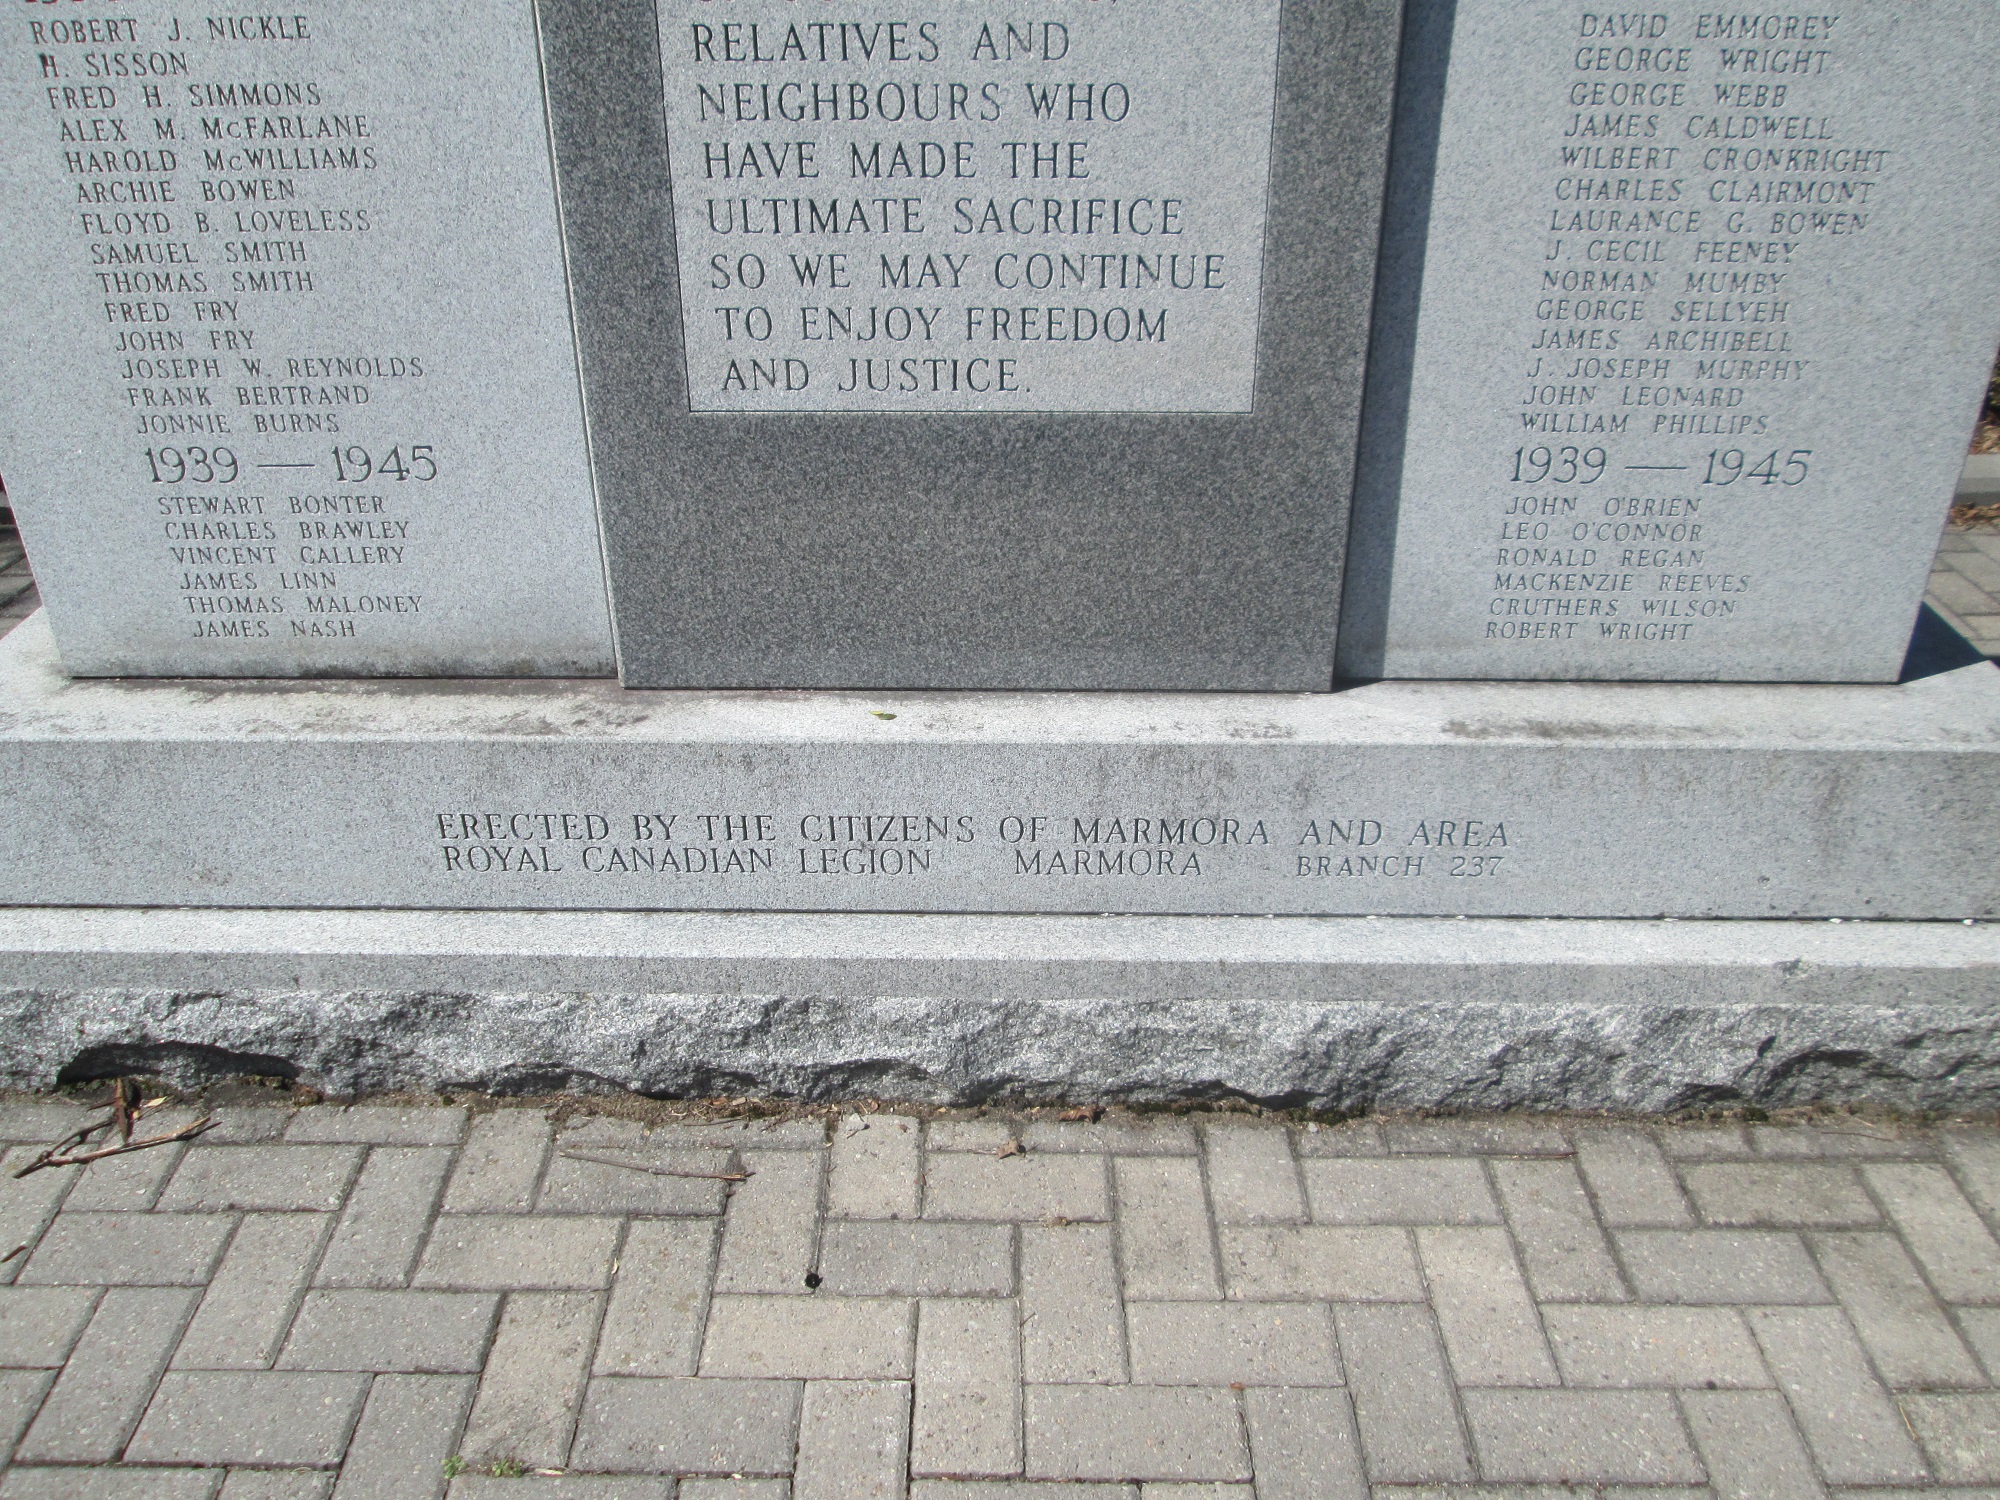 ROBERT J. NICKLE
H. SISSON
FRED H. SIMMONS
ALEX M. McFARLANE
HAROLD McWILLIAMS
ARCHIE BOWEN
FLOYD B. LOVELESS
SAMUEL SMITH
THOMAS SMITH
FRED FRY
JOHN FRY
JOSEPH W. REYNOLDS
FRANK BERTRAND
JONNIE BURNS
1939 — 1945
STEWART BONTER
CHARLES BRAWLEY
VINCENT CALLERY
JAMES LINN
THOMAS MALONEY
JAMES NASH
RELATIVES AND
NEIGHBOURS WHO
HAVE MADE THE
ULTIMATE SACRIFICE
SO WE MAY CONTINUE
TO ENJOY FREEDOM
AND JUSTICE.
DAVID EMMOREY
GEORGE WRIGHT
GEORGE WEBB
JAMES CALDWELL
WILBERT CRONKRIGHT
CHARLES CLAIRMONT
LAURANCE G. BOWEN
J. CECIL FEENEY
NORMAN MUMBY
GEORGE SELLYEH
JAMES ARCHIBELL
J. JOSEPH MURPHY
JOHN LEONARD
WILLIAM PHILLIPS
1939 — 1945
JOHN O'BRIEN
LEO O'CONNOR
RONALD REGAN
MACKENZIE REEVES
CRUTHERS WILSON
ROBERT WRIGHT
ERECTED BY THE CITIZENS OF MARMORA AND AREA
ROYAL CANADIAN LEGION MARMORA BRANCH 237